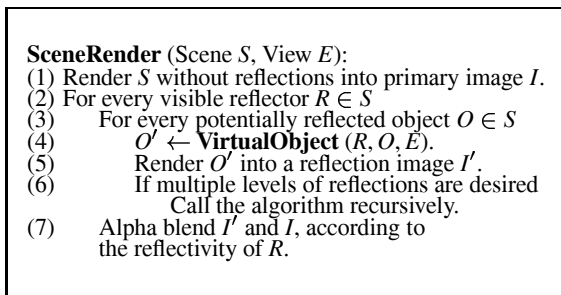 SceneRender (Scene S, View E):
(1) Render S without reflections into primary image I.
(2) For every visible reflector R ∈ S
(3) For every potentially reflected object O ∈ S
(4) O′ ← VirtualObject (R, O, E).
(5) Render O′ into a reflection image I′.
(6) If multiple levels of reflections are desired
Call the algorithm recursively.
(7) Alpha blend I′ and I, according to
the reflectivity of R.